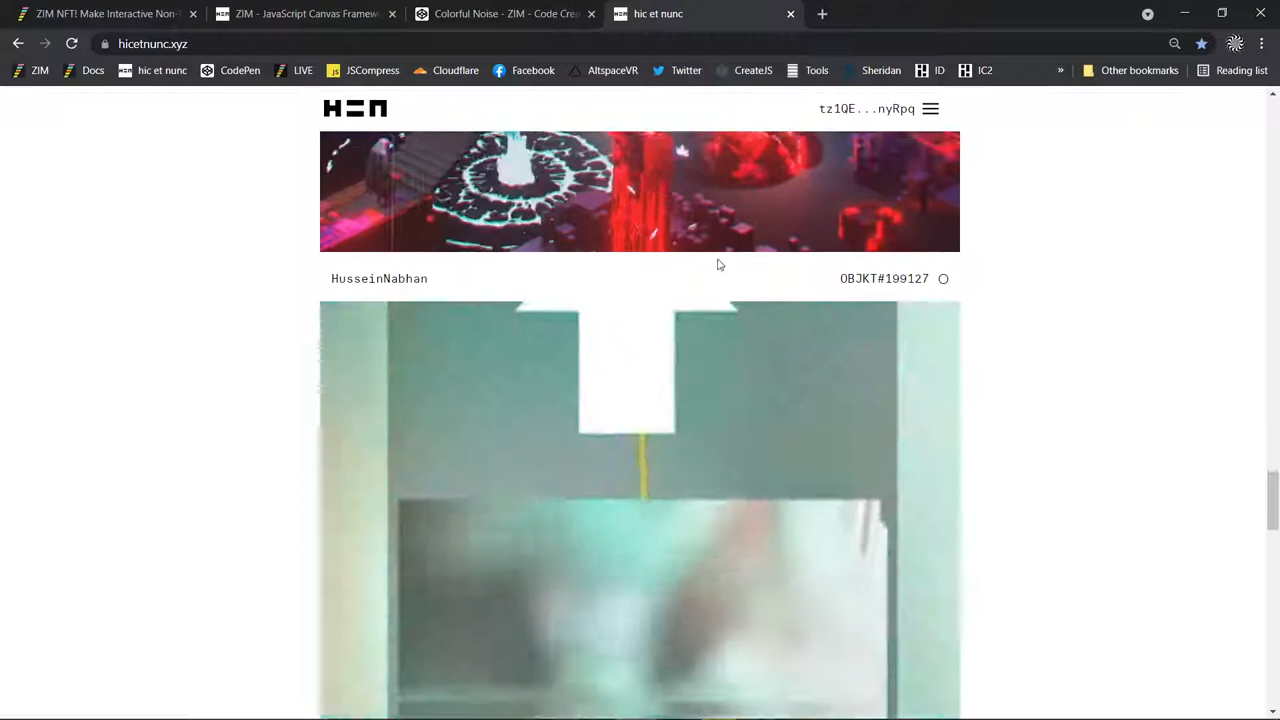 ZIM NFT! Make Interactive Non-F
ZIM - JavaScript Canvas Framew
Colorful Noise - ZIM - Code Crea
hic et nunc
hicetnunc.xyz
ZIM
Docs
hic et nunc
CodePen
LIVE
JSCompress
Cloudflare
Facebook
AltspaceVR
Twitter
CreateJS
Tools
Sheridan
ID
IC2
»
Other bookmarks
Reading list
tz1QE...nyRpq
HusseinNabhan
OBJKT#199127